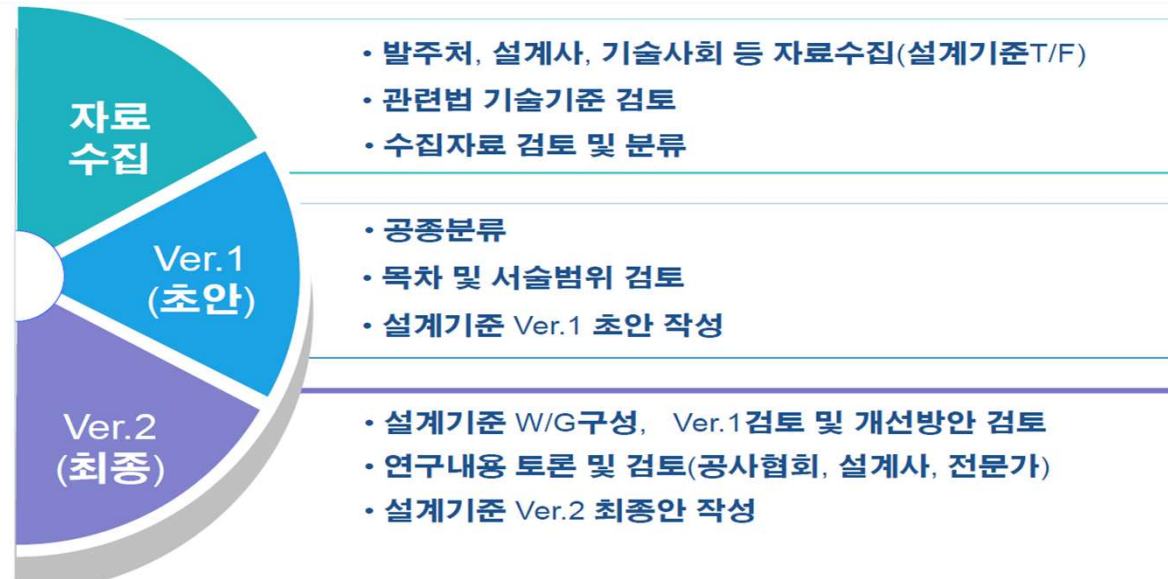 자료
수집
• 발주처, 설계사, 기술사회 등 자료수집(설계기준T/F)
• 관련법 기술기준 검토
• 수집자료 검토 및 분류
Ver.1
(초안)
• 공종분류
• 목차 및 서술범위 검토
• 설계기준 Ver.1 초안 작성
Ver.2
(최종)
• 설계기준 W/G구성, Ver.1검토 및 개선방안 검토
• 연구내용 토론 및 검토(공사협회, 설계사, 전문가)
• 설계기준 Ver.2 최종안 작성